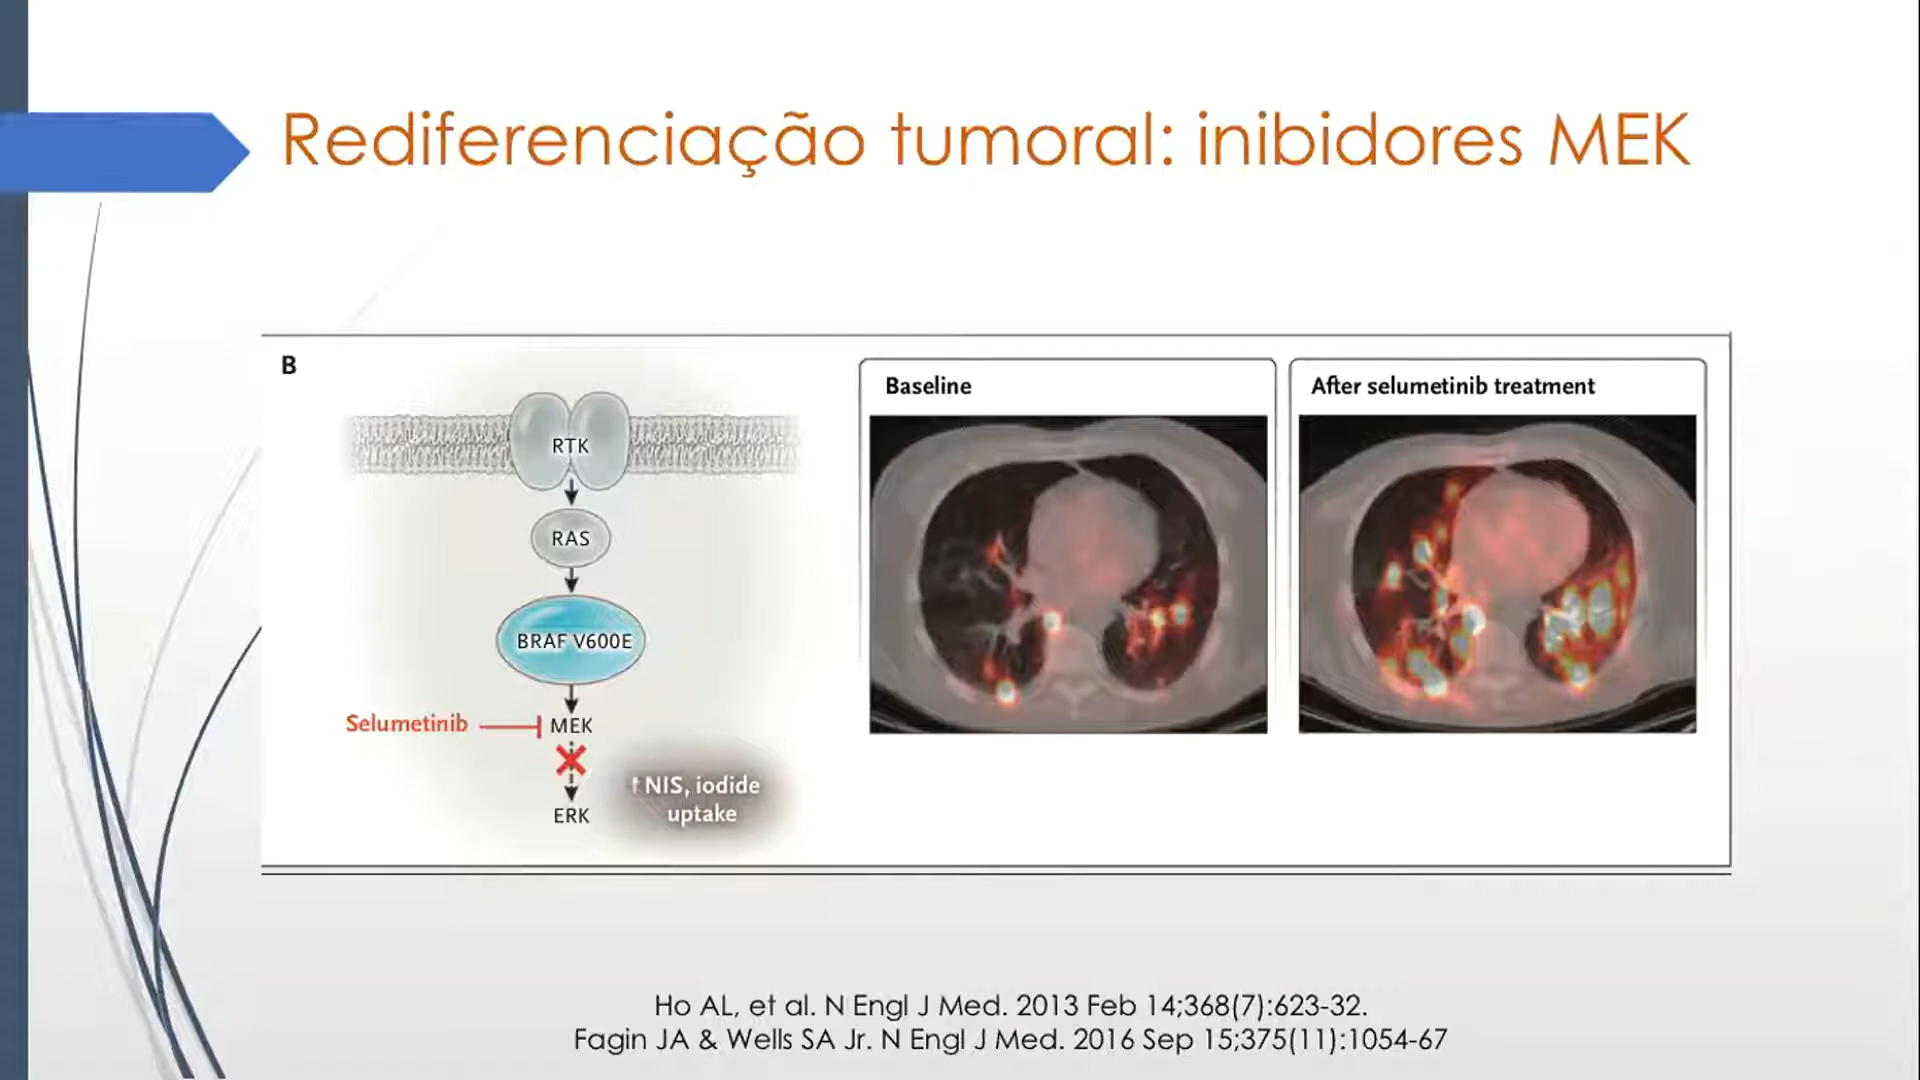 Rediferenciação tumoral: inibidores MEK
B
RTK
RAS
BRAF V600E
Selumetinib
MEK
ERK
↑ NIS, iodide
uptake
Baseline
After selumetinib treatment
Ho AL, et al. N Engl J Med. 2013 Feb 14;368(7):623-32.
Fagin JA & Wells SA Jr. N Engl J Med. 2016 Sep 15;375(11):1054-67